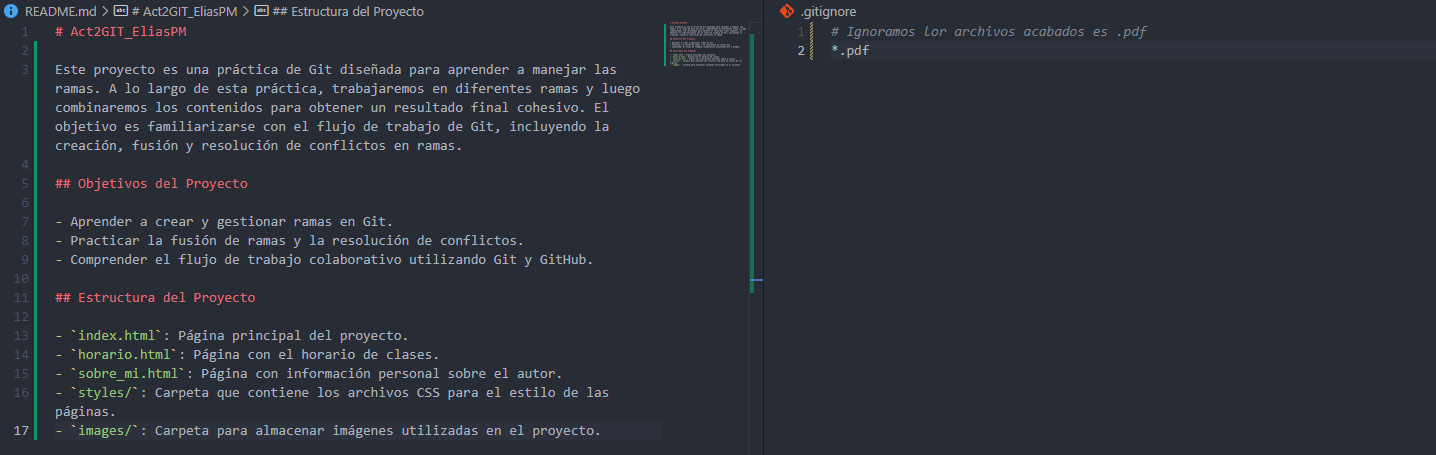 README.md > # Act2GIT_EliasPM > ## Estructura del Proyecto
1 # Act2GIT_EliasPM
2
3 Este proyecto es una práctica de Git diseñada para aprender a manejar las
ramas. A lo largo de esta práctica, trabajaremos en diferentes ramas y luego
combinaremos los contenidos para obtener un resultado final cohesivo. El
objetivo es familiarizarse con el flujo de trabajo de Git, incluyendo la
creación, fusión y resolución de conflictos en ramas.
4
5 ## Objetivos del Proyecto
6
7 - Aprender a crear y gestionar ramas en Git.
8 - Practicar la fusión de ramas y la resolución de conflictos.
9 - Comprender el flujo de trabajo colaborativo utilizando Git y GitHub.
10
11 ## Estructura del Proyecto
12
13 - `index.html`: Página principal del proyecto.
14 - `horario.html`: Página con el horario de clases.
15 - `sobre_mi.html`: Página con información personal sobre el autor.
16 - `styles/`: Carpeta que contiene los archivos CSS para el estilo de las
páginas.
17 - `images/`: Carpeta para almacenar imágenes utilizadas en el proyecto.
.gitignore
1 # Ignoramos lor archivos acabados es .pdf
2 *.pdf